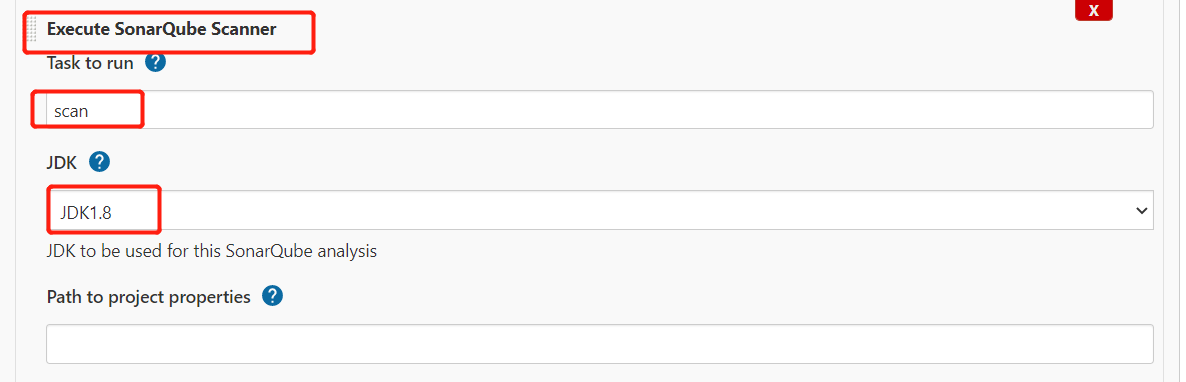 X
Execute SonarQube Scanner
Task to run ?
scan
JDK ?
JDK1.8
JDK to be used for this SonarQube analysis
Path to project properties ?